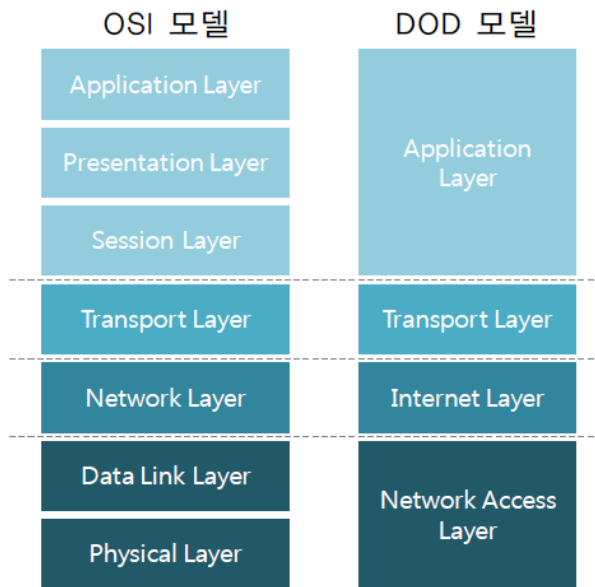 OSI 모델
DOD 모델
Application Layer
Presentation Layer
Session Layer
Transport Layer
Network Layer
Data Link Layer
Physical Layer
Application
Layer
Transport Layer
Internet Layer
Network Access
Layer